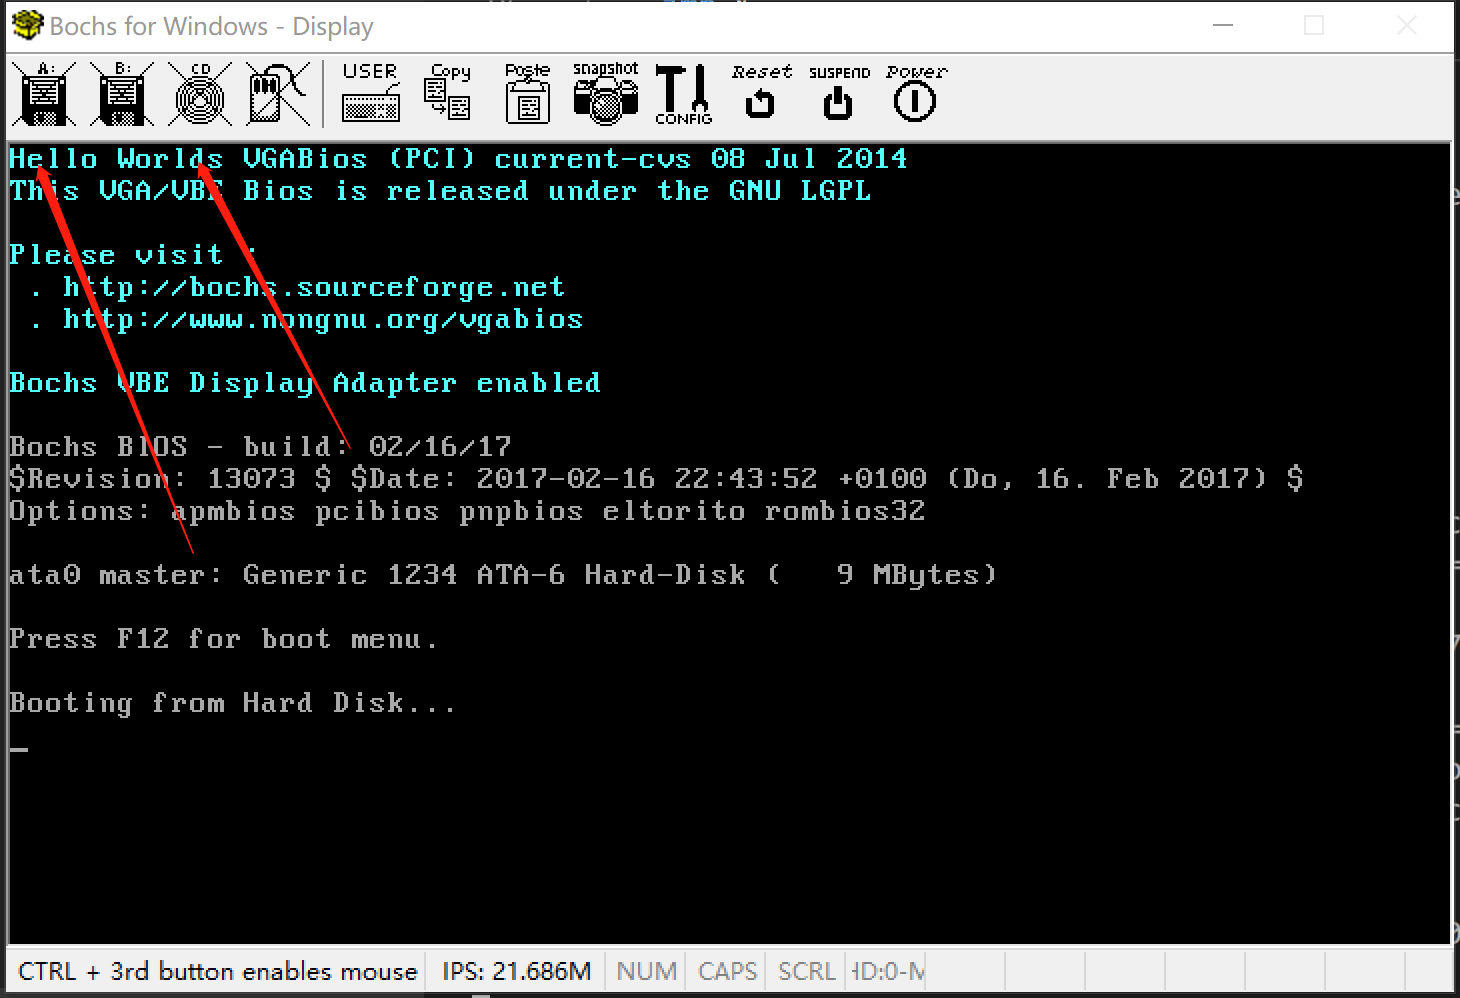 Bochs for Windows - Display
A: B: CD USER Copy Paste snapshot CONFIG Reset SUSPEND Power
Hello Worlds VGABios (PCI) current-cvs 08 Jul 2014
This VGA/VBE Bios is released under the GNU LGPL
Please visit :
. http://bochs.sourceforge.net
. http://www.nongnu.org/vgabios
Bochs VBE Display Adapter enabled
Bochs BIOS - build: 02/16/17
$Revision: 13073 $ $Date: 2017-02-16 22:43:52 +0100 (Do, 16. Feb 2017) $
Options: apmbios pcibios pnpbios eltorito rombios32
ata0 master: Generic 1234 ATA-6 Hard-Disk (   9 MBytes)
Press F12 for boot menu.
Booting from Hard Disk...
_
CTRL + 3rd button enables mouse IPS: 21.686M NUM CAPS SCRL HD:0-M